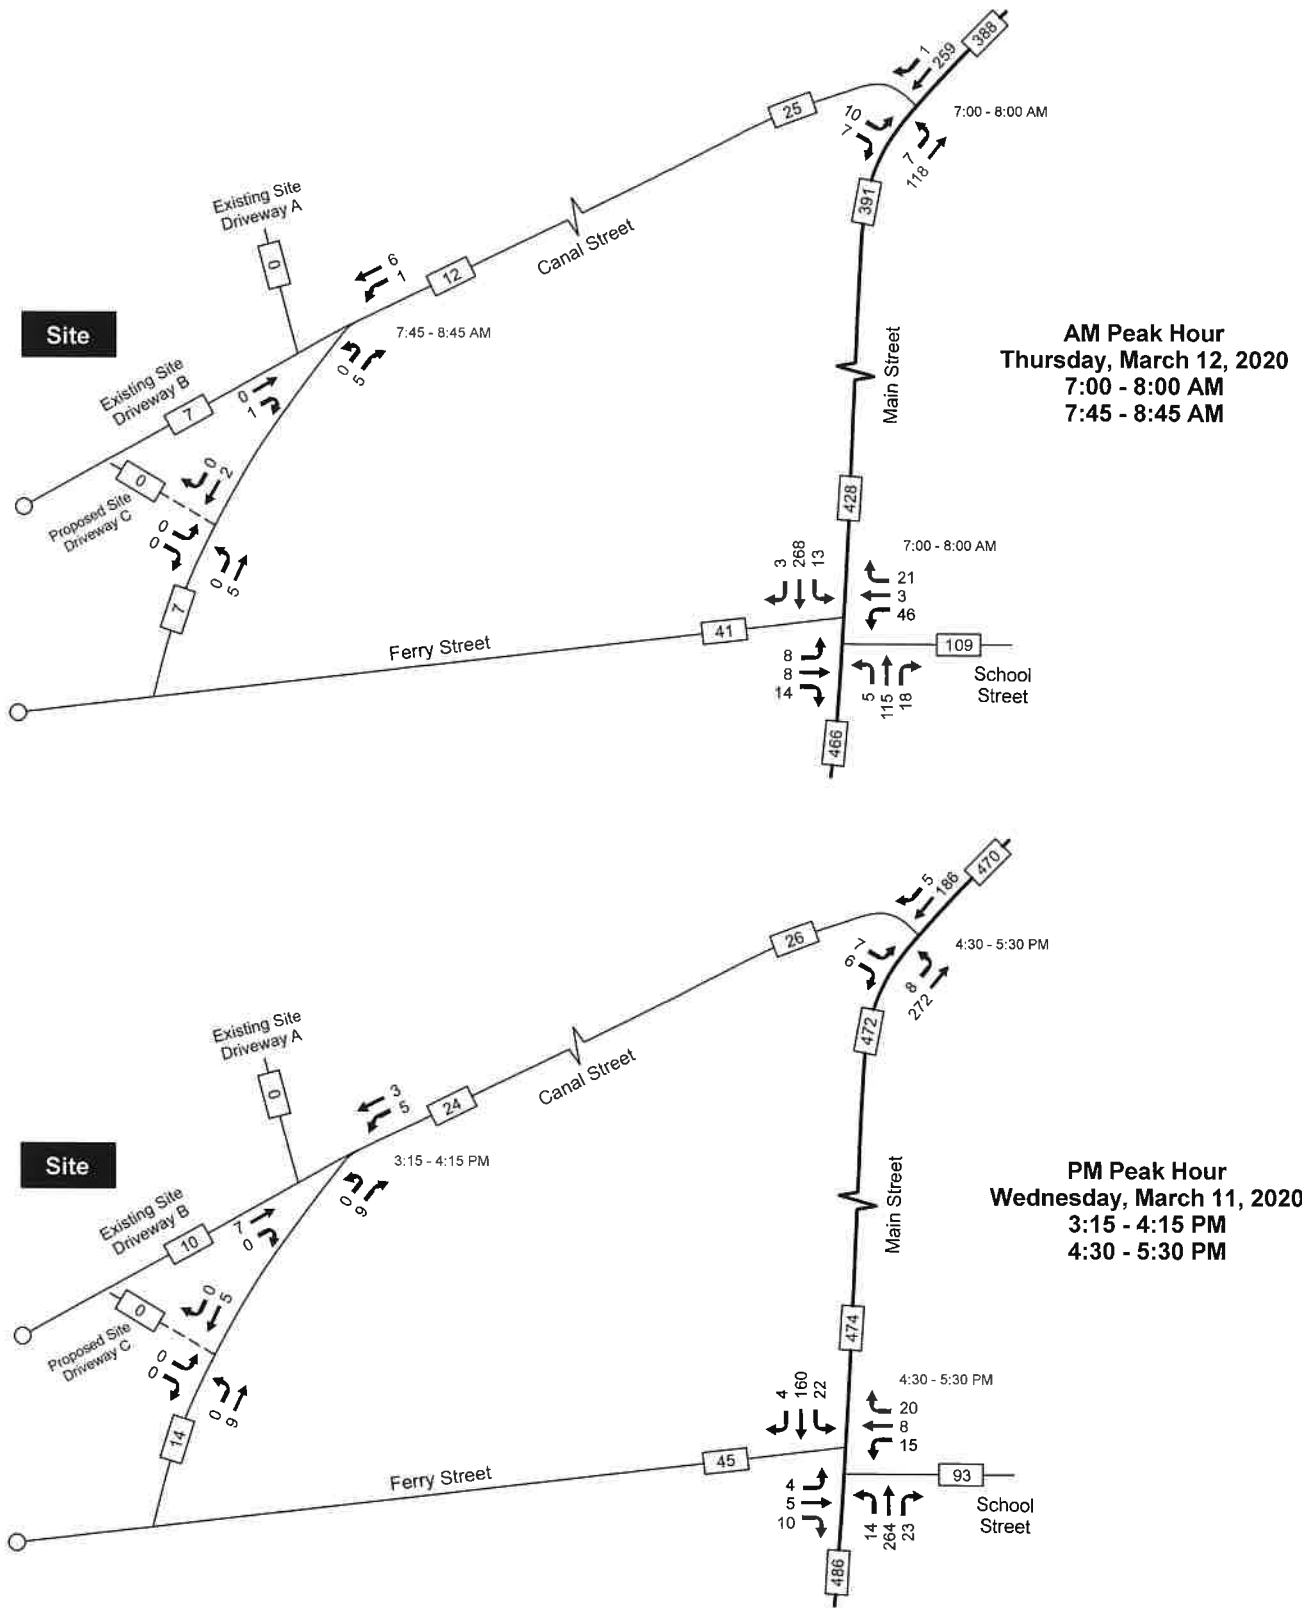 388
1
259
7:00 - 8:00 AM
10
7
7
118
25
391
Existing Site
Driveway A
0
Canal Street
6
1
12
7:45 - 8:45 AM
Site
0
5
Existing Site
Driveway B
7
0
1
Main Street
AM Peak Hour
Thursday, March 12, 2020
7:00 - 8:00 AM
7:45 - 8:45 AM
0
2
0
Proposed Site
Driveway C
0
0
0
5
7
428
7:00 - 8:00 AM
3
268
13
21
3
46
41
Ferry Street
8
8
14
109
School
Street
5
115
18
466
470
5
186
4:30 - 5:30 PM
7
6
8
272
26
472
Existing Site
Driveway A
0
Canal Street
3
5
24
3:15 - 4:15 PM
Site
0
9
Existing Site
Driveway B
10
7
0
Main Street
PM Peak Hour
Wednesday, March 11, 2020
3:15 - 4:15 PM
4:30 - 5:30 PM
0
5
0
Proposed Site
Driveway C
0
0
0
9
14
474
4:30 - 5:30 PM
4
160
22
20
8
15
45
Ferry Street
4
5
10
93
School
Street
14
264
23
486